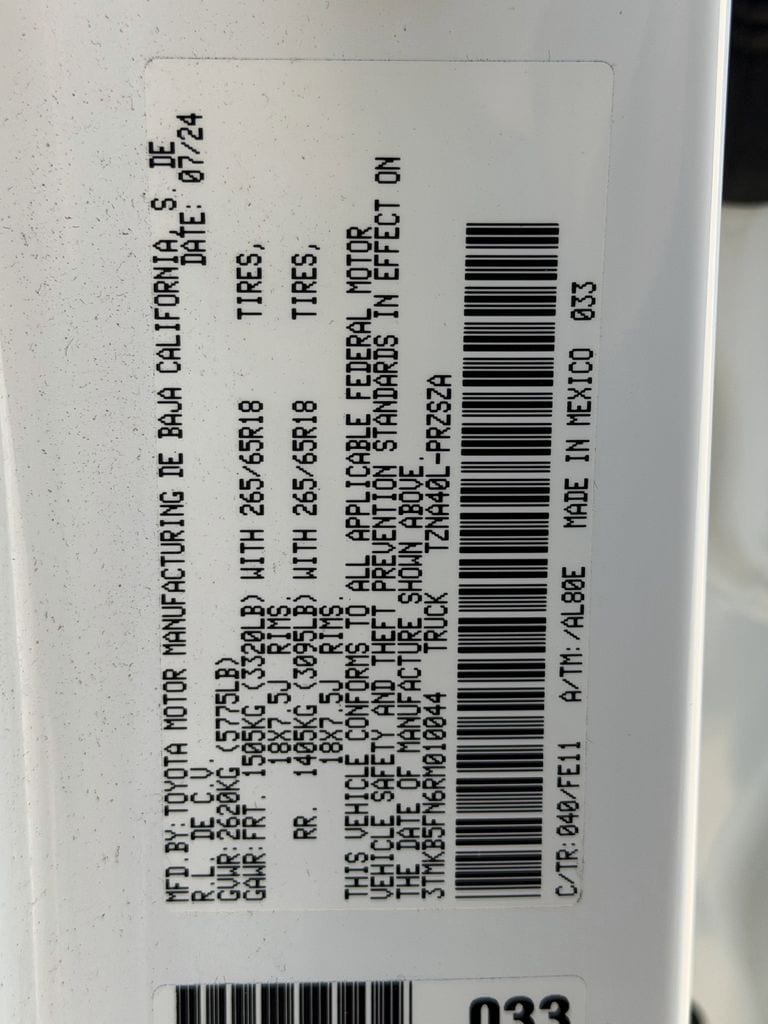 MFD.BY:TOYOTA MOTOR MANUFACTURING DE BAJA CALIFORNIA, S. DE
R.L. DE C.V. DATE: 07/24
GVWR:2620KG (5775LB)
GAWR:FRT. 1505KG (3320LB) WITH 265/65R18 TIRES,
18X7.5J RIMS.
RR. 1405KG (3095LB) WITH 265/65R18 TIRES,
18X7.5J RIMS.
THIS VEHICLE CONFORMS TO ALL APPLICABLE FEDERAL MOTOR
VEHICLE SAFETY AND THEFT PREVENTION STANDARDS IN EFFECT ON
THE DATE OF MANUFACTURE SHOWN ABOVE.
3TMKB5FN6RM010044 TRUCK TZNA40L-PRZSZA
C/TR:040/FE11 A/TM:/AL80E MADE IN MEXICO 033
033